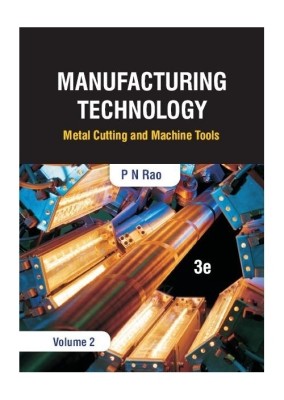 MANUFACTURING
TECHNOLOGY
Metal Cutting and Machine Tools
P N Rao
3e
Volume 2